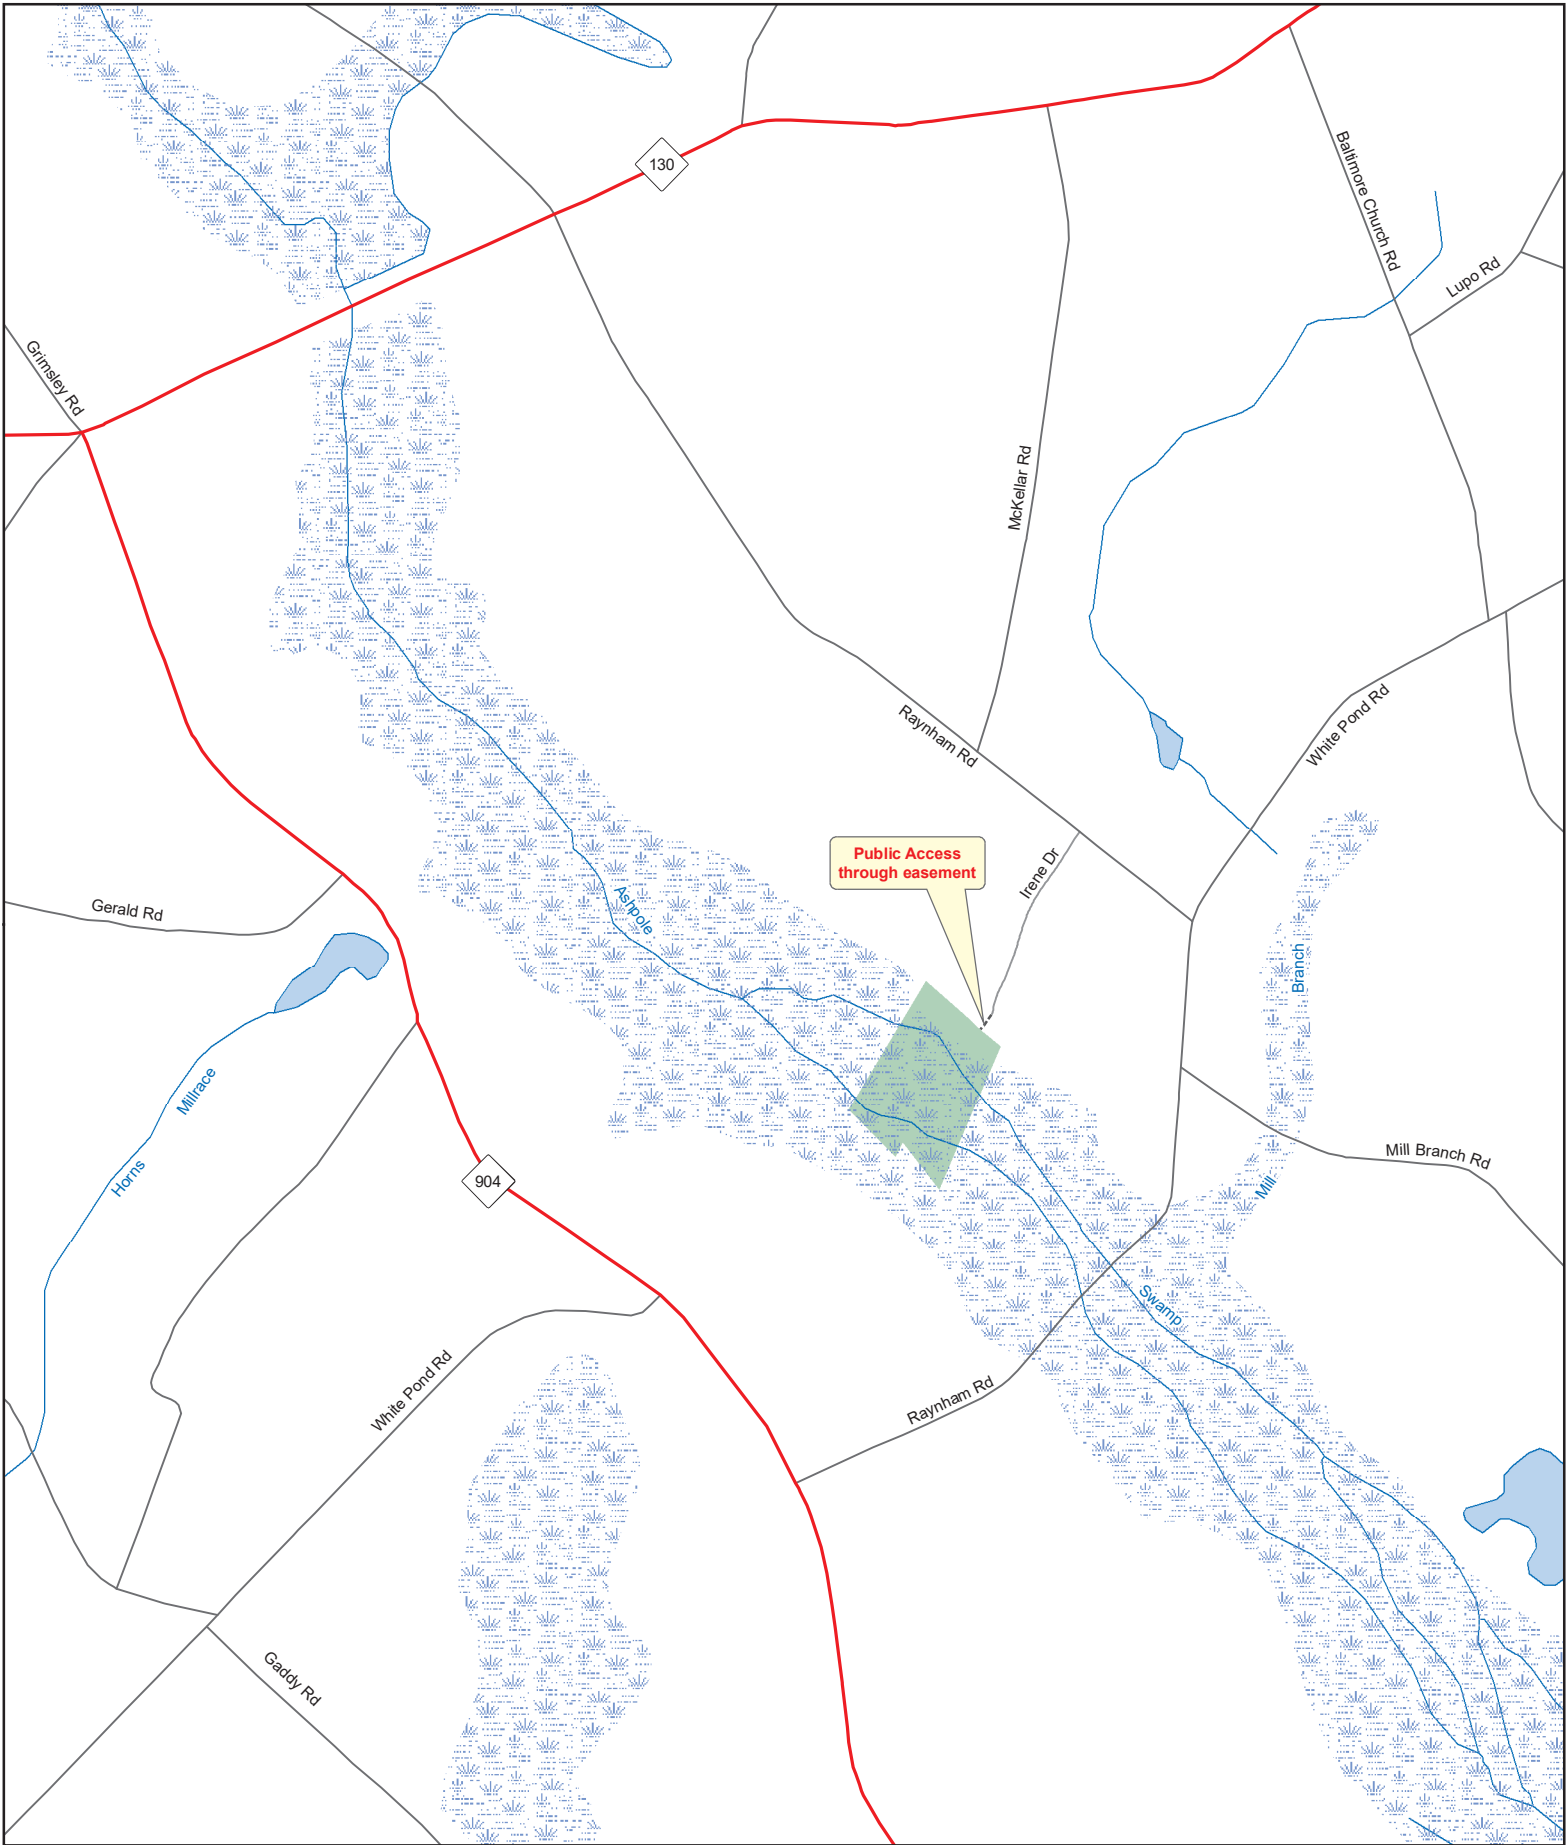 130
Baltimore Church Rd
Lupo Rd
Grimsley Rd
McKellar Rd
Raynham Rd
White Pond Rd
Public Access
through easement
Irene Dr
Gerald Rd
Ashpole
Branch
Millrace
Horns
904
Mill Branch Rd
Mill
Swamp
White Pond Rd
Raynham Rd
Gaddy Rd